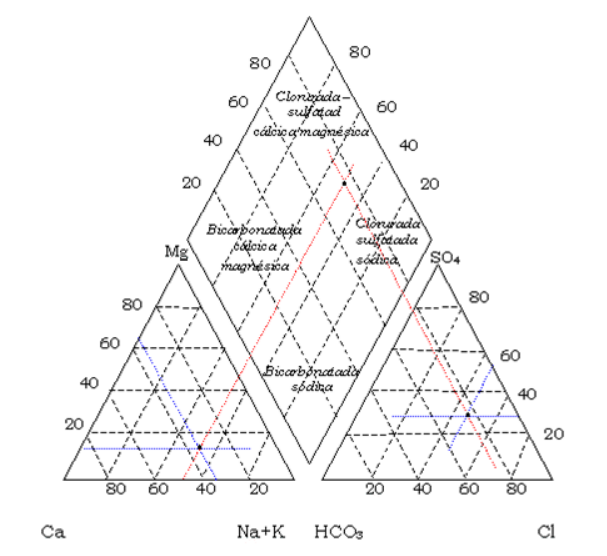 80 80
60 60
40 40
20 20
Clorurada –
sulfatad
cálcica magnésica
Bicarbonatada
cálcica
magnésica
Clorurada
sulfatada
sódica
Bicarbonatada
sódica
Mg
SO₄
80 80
60 60
40 40
20 20
80 60 40 20
20 40 60 80
Ca Na+K HCO₃ Cl